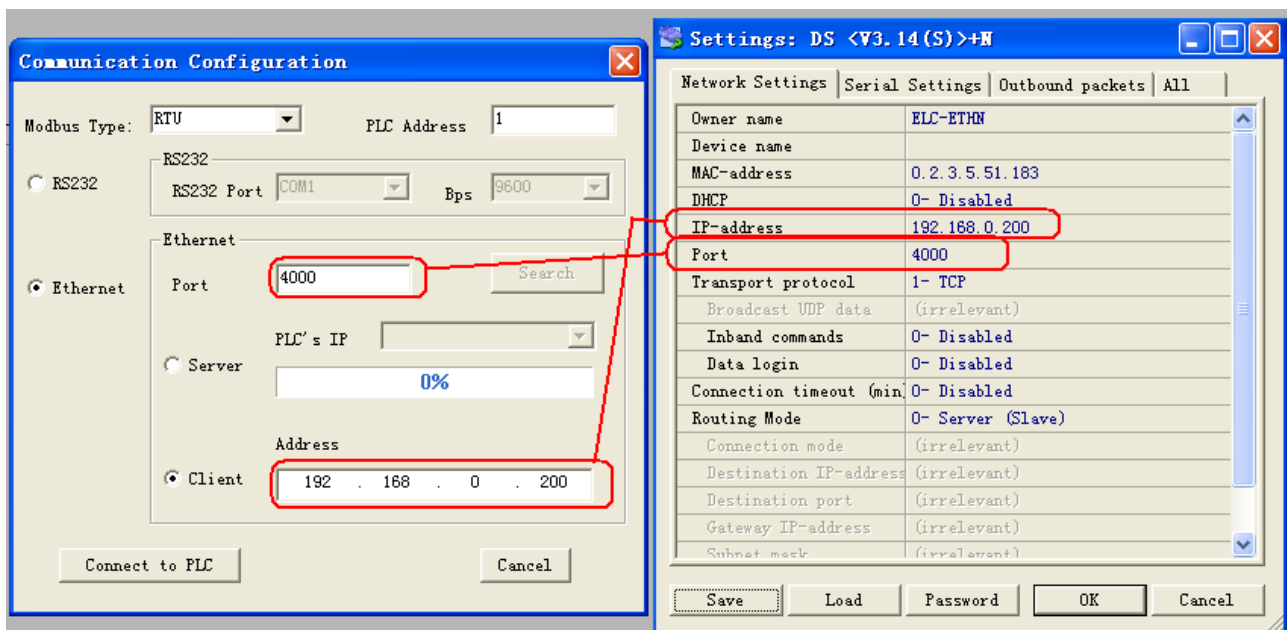 Communication Configuration
Modbus Type: RTU PLC Address 1
RS232
RS232
RS232 Port COM1 Bps 9600
Ethernet
Ethernet
Port 4000 Search
PLC's IP
Server
0%
Address
Client
192 . 168 . 0 . 200
Connect to PLC Cancel
Settings: DS <V3.14(S)>+N
Network Settings Serial Settings Outbound packets All
Owner name ELC-ETHN
Device name
MAC-address 0.2.3.5.51.183
DHCP 0- Disabled
IP-address 192.168.0.200
Port 4000
Transport protocol 1- TCP
Broadcast UDP data (irrelevant)
Inband commands 0- Disabled
Data login 0- Disabled
Connection timeout (min) 0- Disabled
Routing Mode 0- Server (Slave)
Connection mode (irrelevant)
Destination IP-address (irrelevant)
Destination port (irrelevant)
Gateway IP-address (irrelevant)
Subnet mask (irrelevant)
Save Load Password OK Cancel